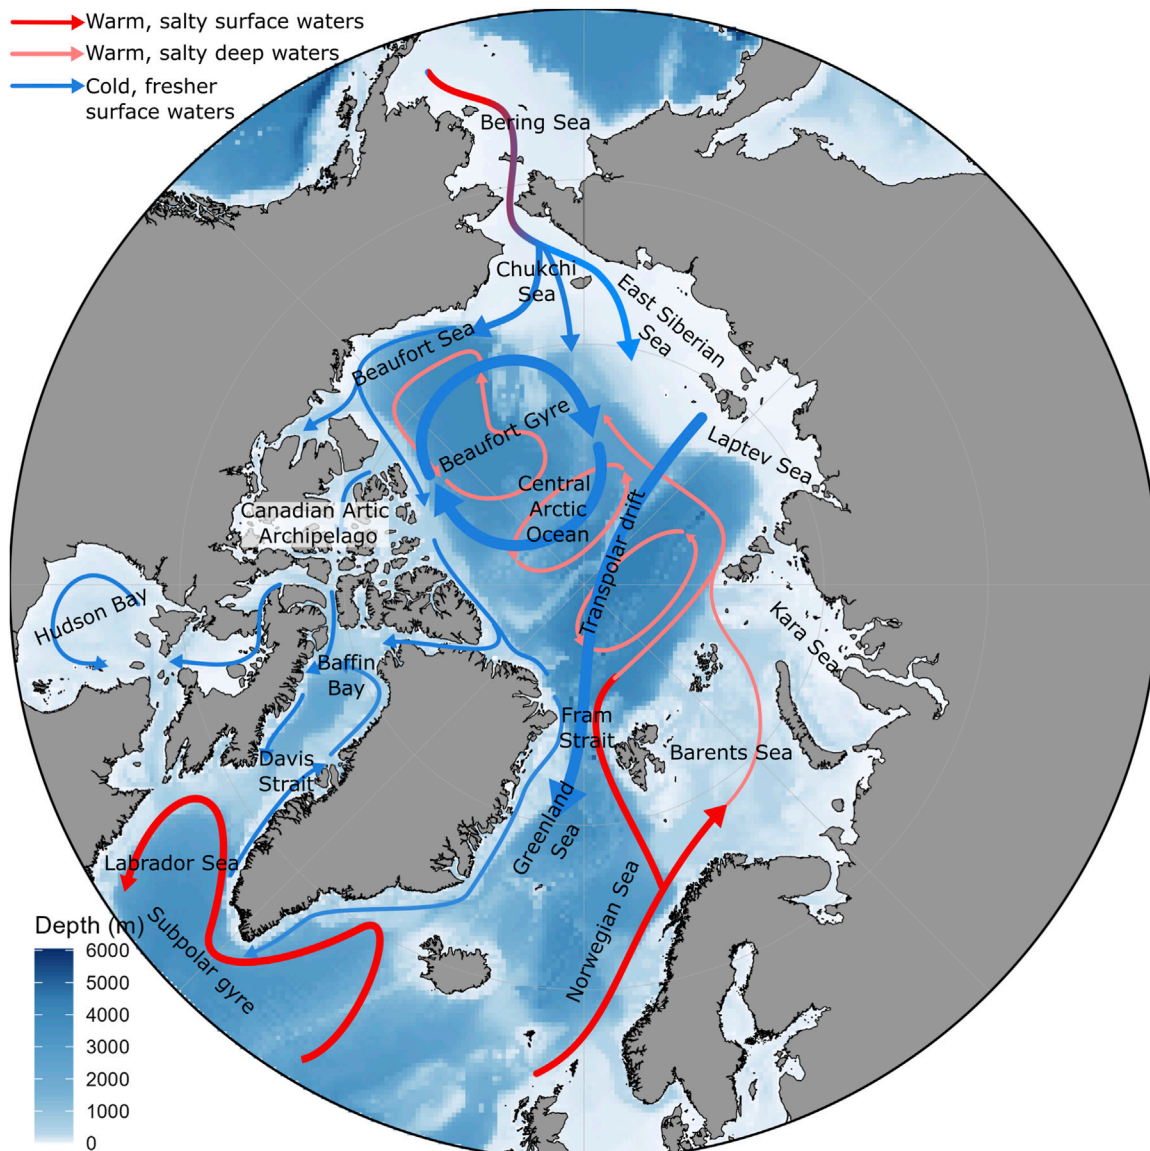 Warm, salty surface waters
Warm, salty deep waters
Cold, fresher
surface waters
Bering Sea
Chukchi
Sea
East Siberian
Sea
Beaufort Sea
Beaufort Gyre
Laptev Sea
Central
Arctic
Ocean
Canadian Artic
Archipelago
Transpolar drift
Hudson Bay
Kara Sea
Baffin
Bay
Fram
Strait
Barents Sea
Davis
Strait
Greenland
Sea
Labrador Sea
Norwegian Sea
Subpolar gyre
Depth (m)
6000
5000
4000
3000
2000
1000
0